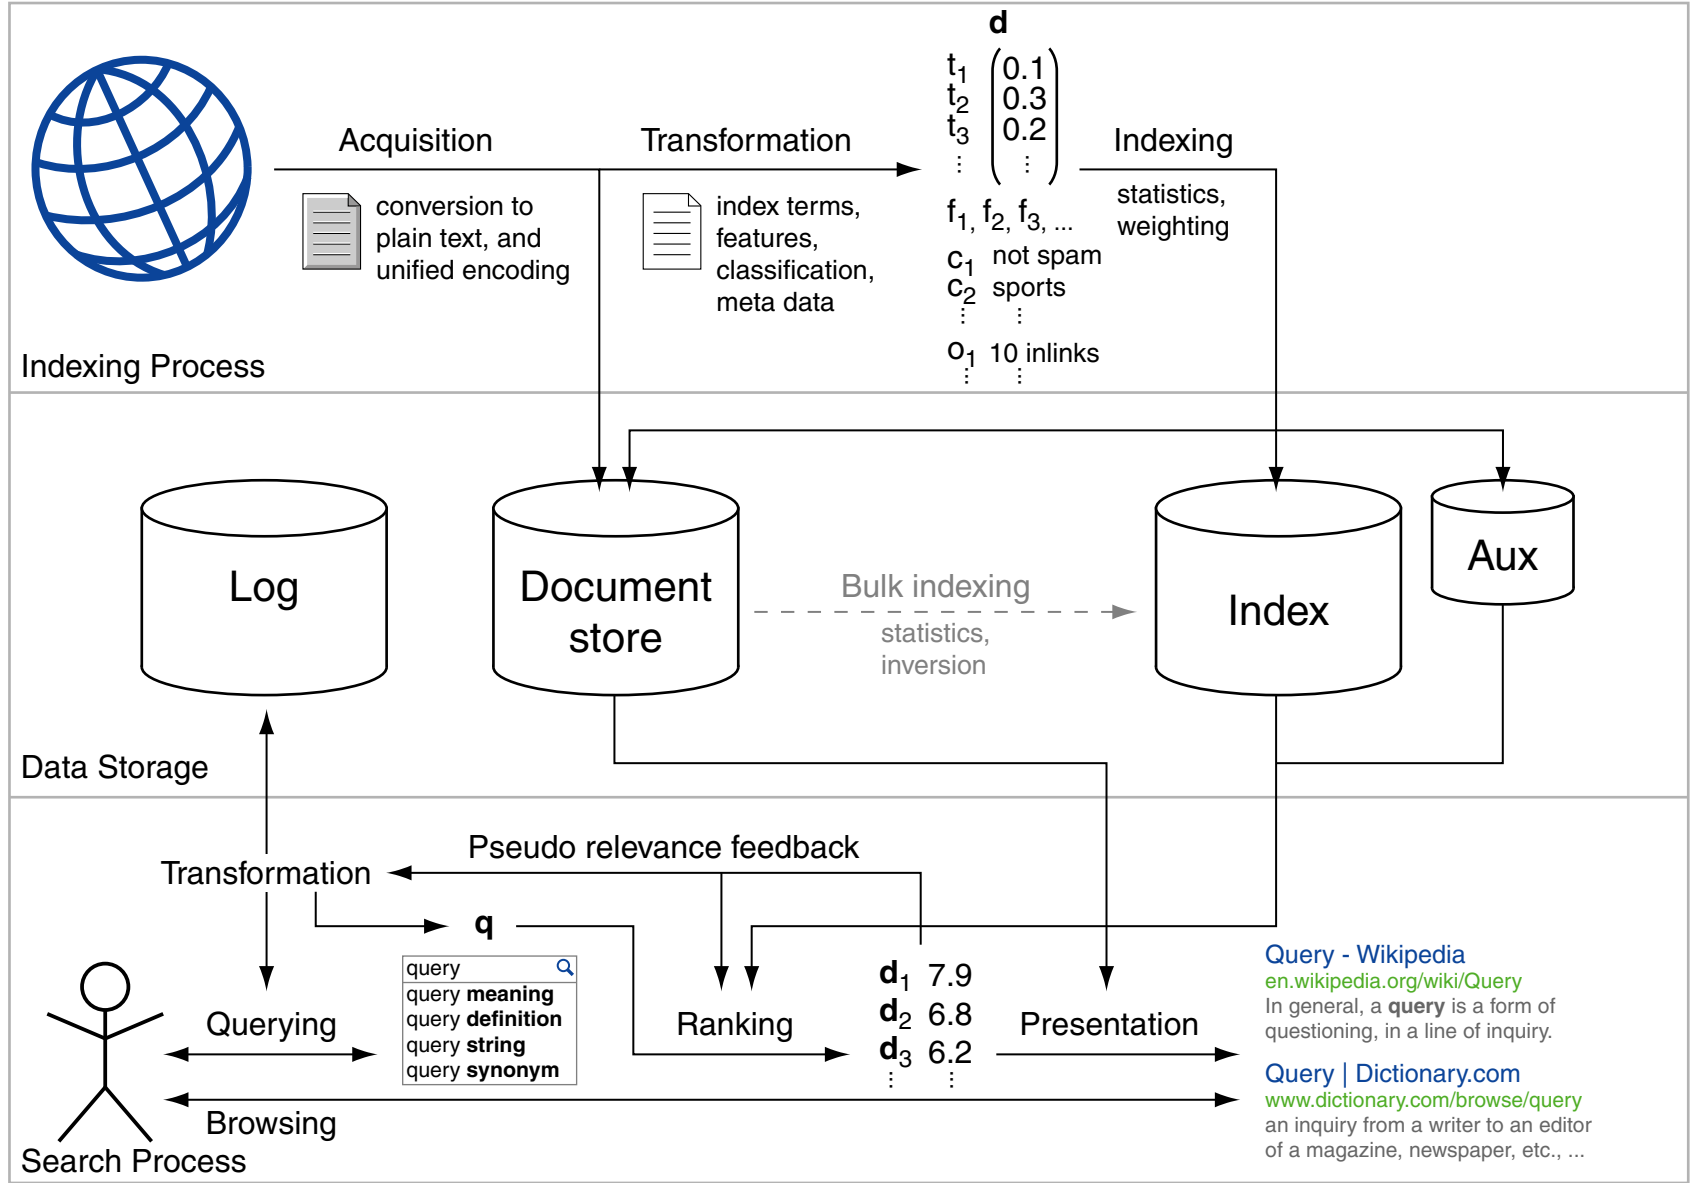 d
t1 0.1
t2 0.3
t3 0.2
⋮ ⋮
Acquisition
Transformation
Indexing
conversion to
plain text, and
unified encoding
index terms,
features,
classification,
meta data
statistics,
weighting
f1, f2, f3, ...
c1 not spam
c2 sports
⋮ ⋮
o1 10 inlinks
⋮ ⋮
Indexing Process
Log
Document
store
Bulk indexing
statistics,
inversion
Index
Aux
Data Storage
Pseudo relevance feedback
Transformation
q
query
query meaning
query definition
query string
query synonym
Querying
Ranking
d1 7.9
d2 6.8
d3 6.2
⋮ ⋮
Presentation
Query - Wikipedia
en.wikipedia.org/wiki/Query
In general, a query is a form of
questioning, in a line of inquiry.
Query | Dictionary.com
www.dictionary.com/browse/query
an inquiry from a writer to an editor
of a magazine, newspaper, etc., ...
Browsing
Search Process